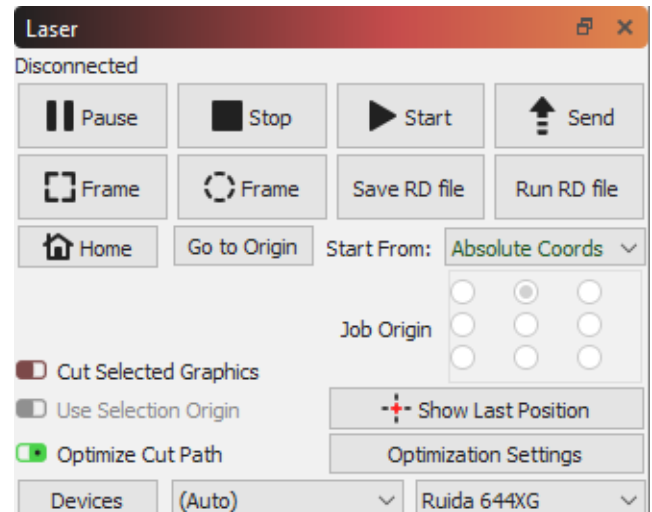 Laser
Disconnected
Pause Stop Start Send
Frame Frame Save RD file Run RD file
Home Go to Origin Start From: Absolute Coords
Job Origin
Cut Selected Graphics
Use Selection Origin Show Last Position
Optimize Cut Path Optimization Settings
Devices (Auto) Ruida 644XG